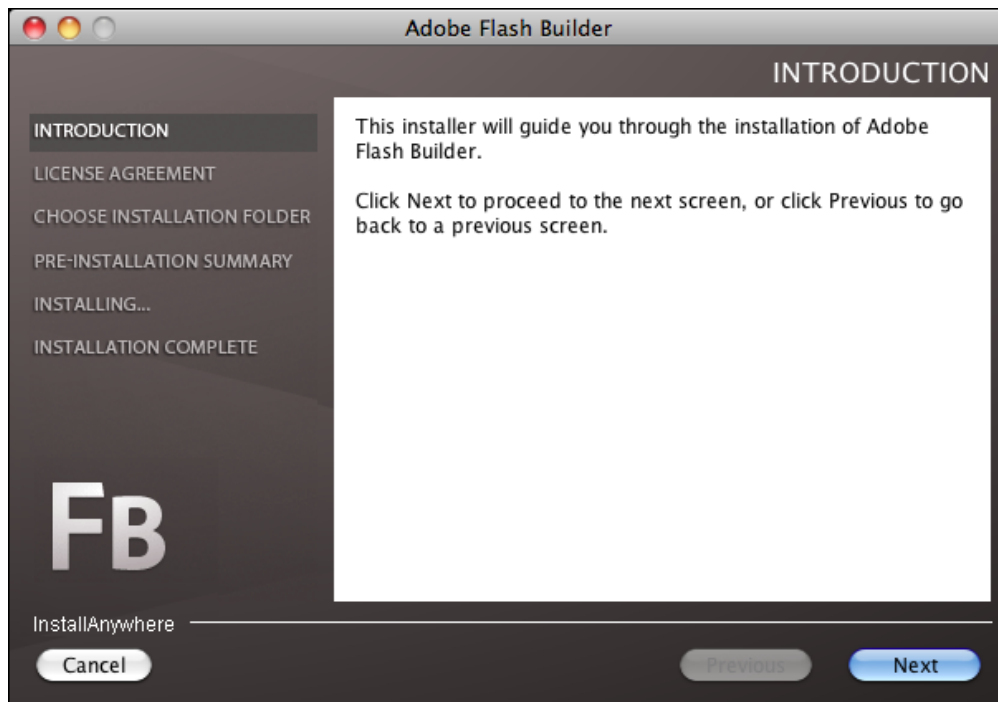 Adobe Flash Builder
INTRODUCTION
INTRODUCTION
LICENSE AGREEMENT
CHOOSE INSTALLATION FOLDER
PRE-INSTALLATION SUMMARY
INSTALLING...
INSTALLATION COMPLETE
This installer will guide you through the installation of Adobe
Flash Builder.
Click Next to proceed to the next screen, or click Previous to go
back to a previous screen.
FB
InstallAnywhere
Cancel
Previous
Next